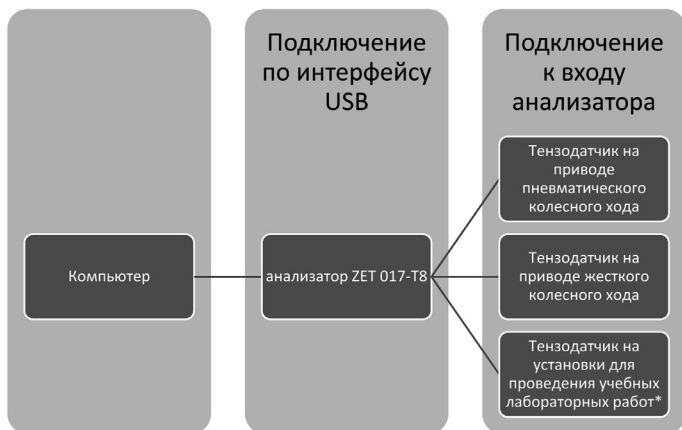 Подключение
по интерфейсу
USB
Подключение
к входу
анализатора
Компьютер
анализатор ZET 017-T8
Тензодатчик на
приводе
пневматического
колесного хода
Тензодатчик на
приводе жесткого
колесного хода
Тензодатчик на
установки для
проведения учебных
лабораторных работ*